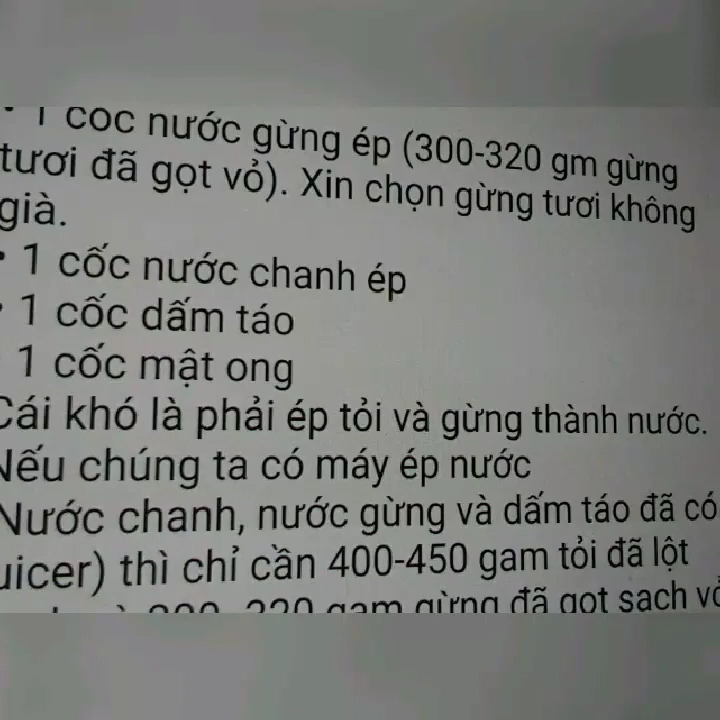 • 1 cốc nước gừng ép (300-320 gm gừng
tươi đã gọt vỏ). Xin chọn gừng tươi không
già.
• 1 cốc nước chanh ép
• 1 cốc dấm táo
1 cốc mật ong
Cái khó là phải ép tỏi và gừng thành nước.
Nếu chúng ta có máy ép nước
Nước chanh, nước gừng và dấm táo đã có
uicer) thì chỉ cần 400-450 gam tỏi đã lột
gam gừng đã gọt sạch vỏ